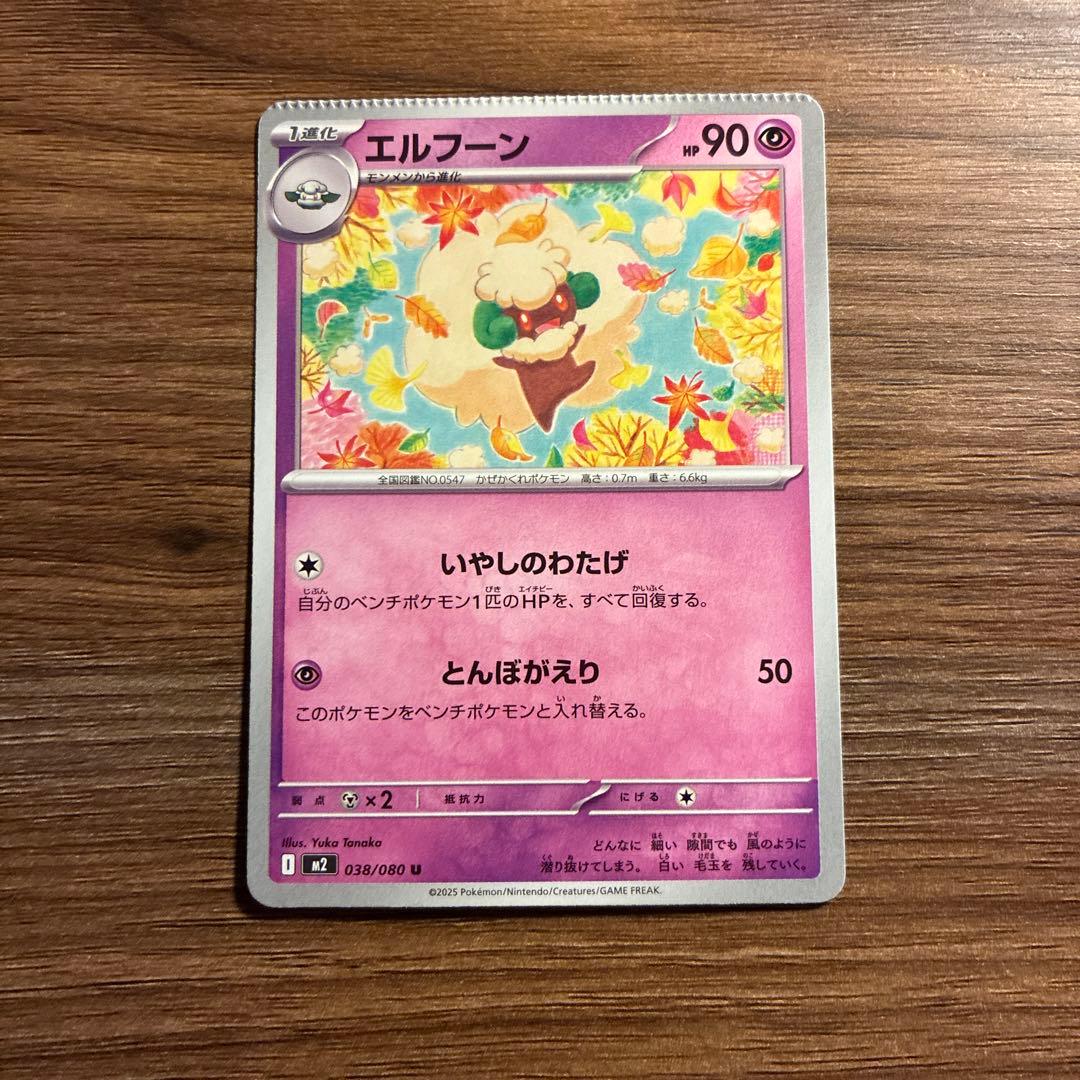 1進化
エルフーン
HP 90
モンメンから進化
全国図鑑NO.0547 かぜかくれポケモン 高さ：0.7m 重さ：6.6kg
いやしのわたげ
自分のベンチポケモン1匹のHPを、すべて回復する。
とんぼがえり 50
このポケモンをベンチポケモンと入れ替える。
弱点 ×2 抵抗力 にげる
Illus. Yuka Tanaka
どんなに 細い 隙間でも 風のように
潜り抜けてしまう。 白い 毛玉を 残していく。
I M2 038/080 U
©2025 Pokémon/Nintendo/Creatures/GAME FREAK.